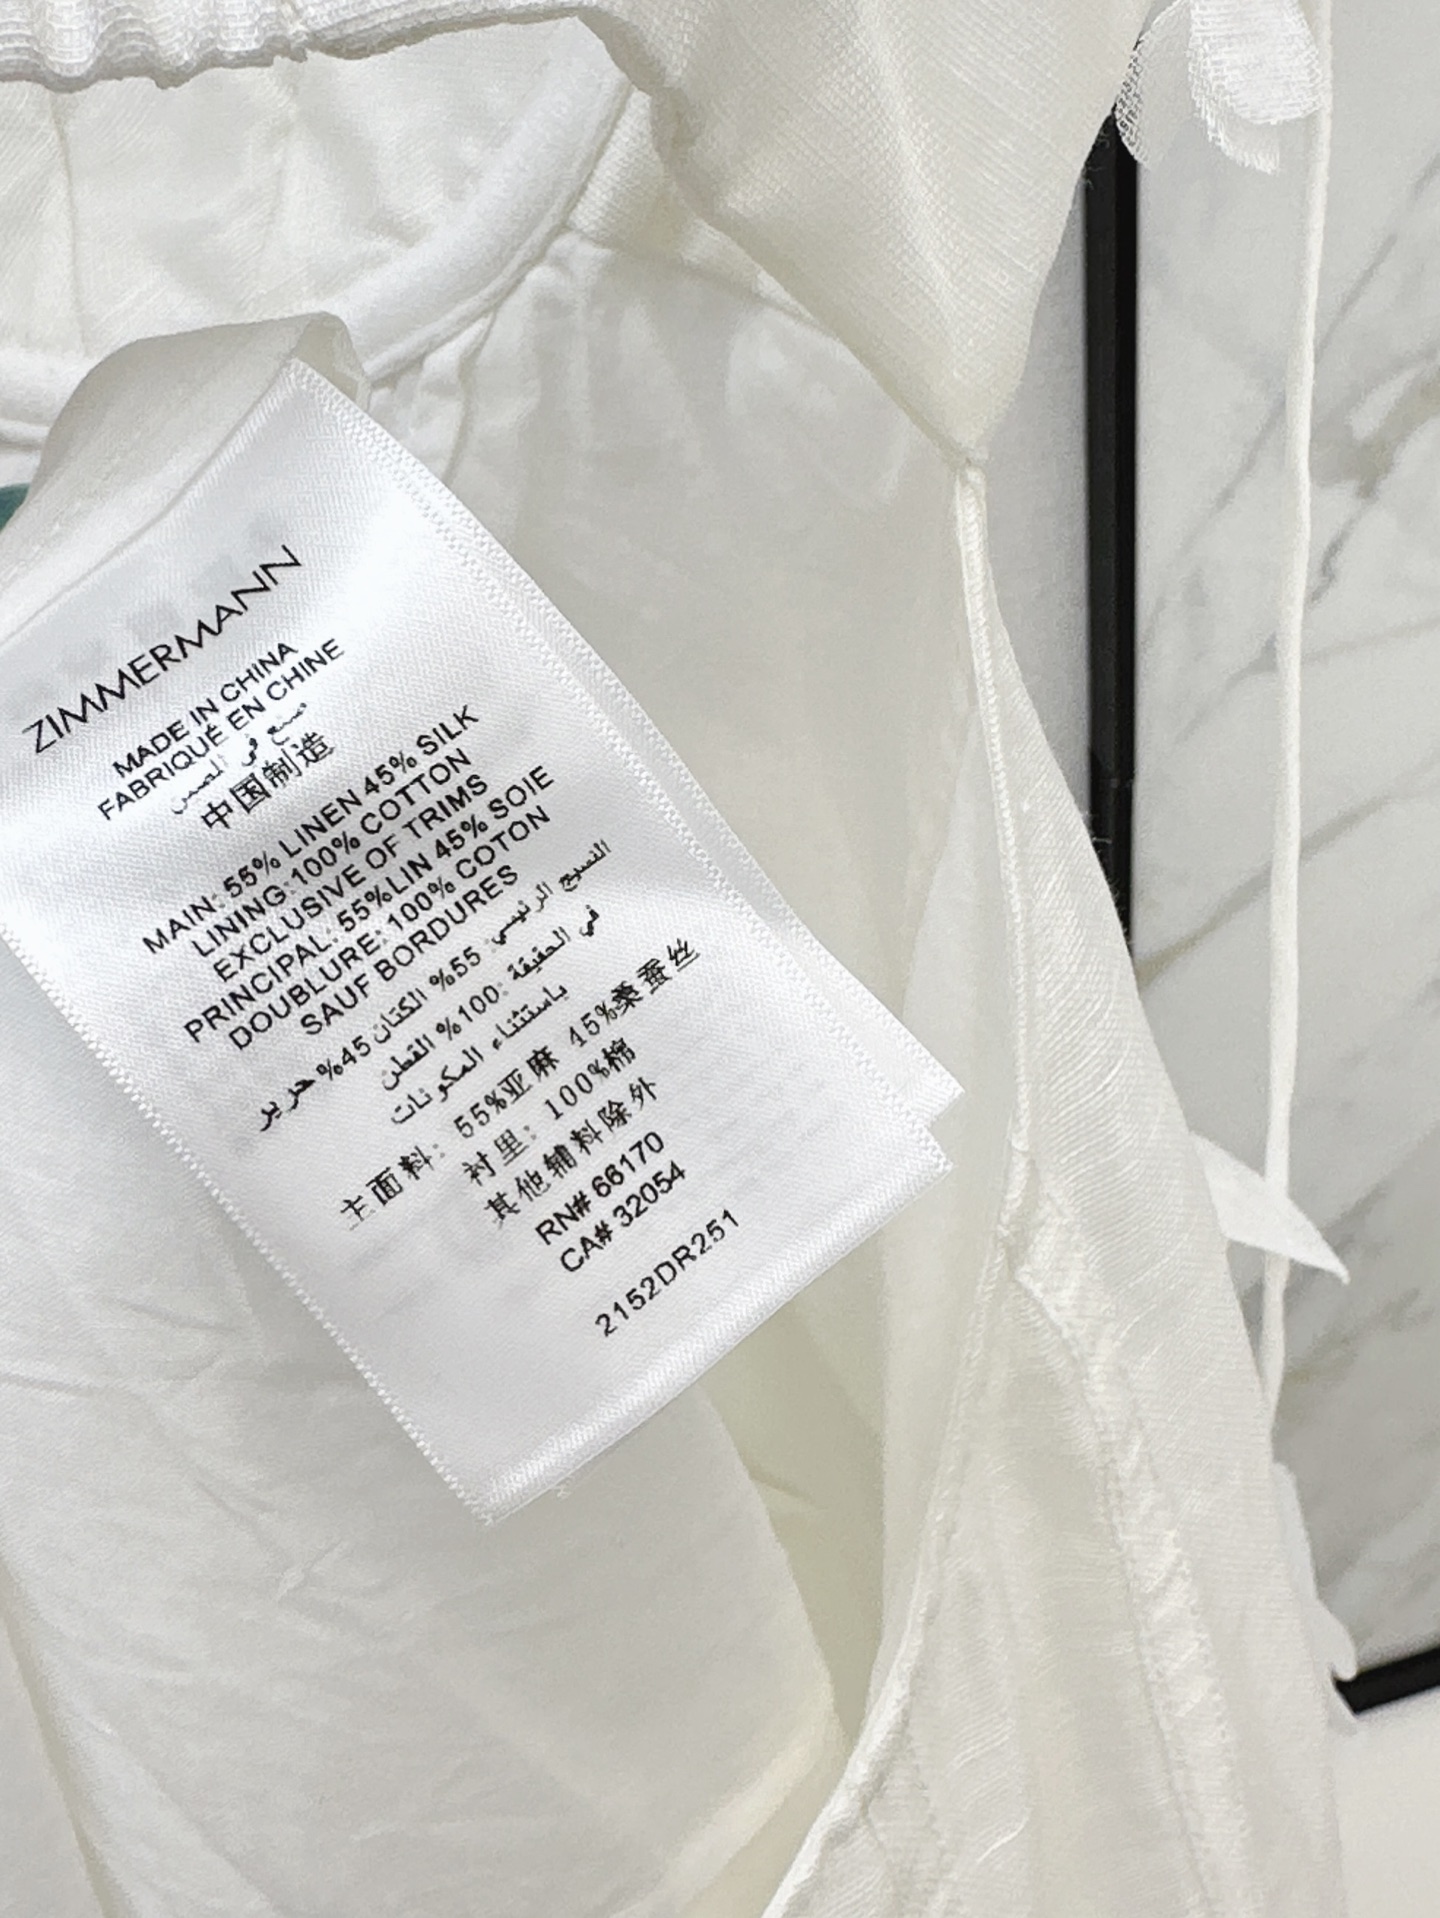 ZIMMERMANN
MADE IN CHINA
FABRIQUÉ EN CHINE
صنع في الصين
中国制造
MAIN: 55% LINEN 45% SILK
LINING:100% COTTON
EXCLUSIVE OF TRIMS
PRINCIPAL: 55%LIN 45% SOIE
DOUBLURE: 100% COTON
SAUF BORDURES
النسيج الرئيسي: 55% الكتان 45% حرير
في الحقيقة: 100% القطن
باستثناء المكونات
主面料: 55%亚麻 45%桑蚕丝
衬里: 100%棉
其他辅料除外
RN# 66170
CA# 32054
2152DR251